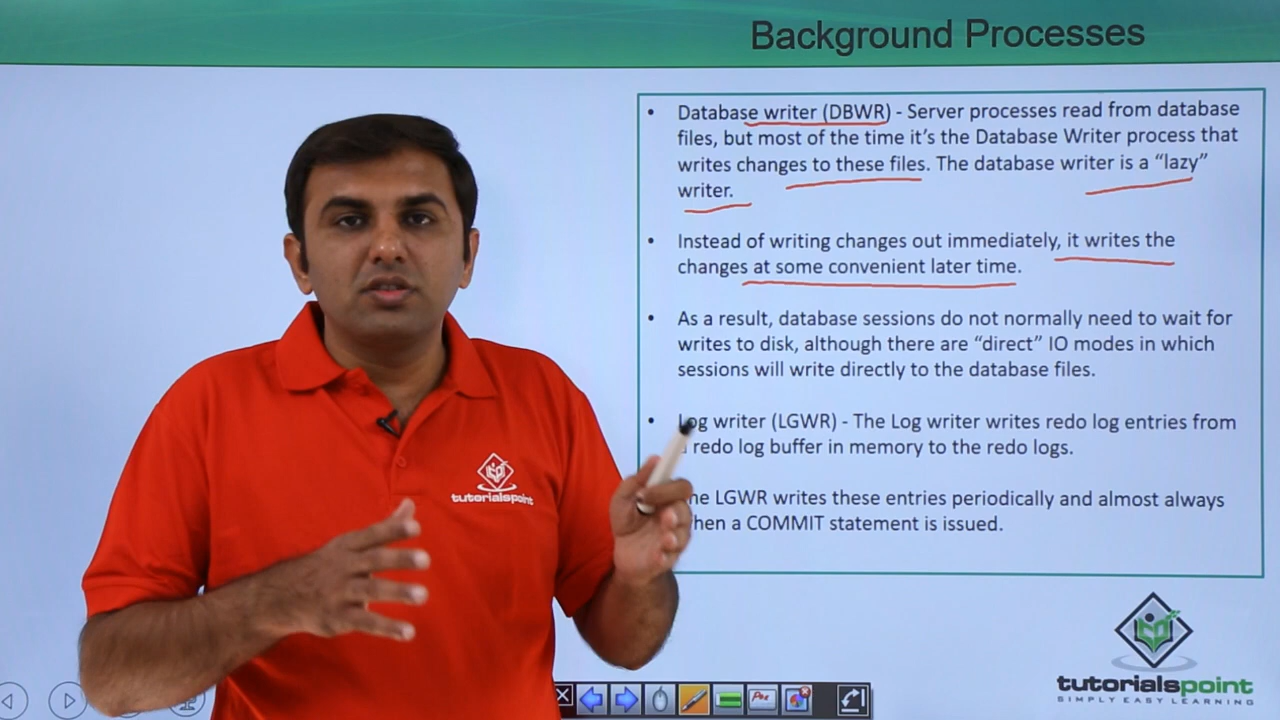 Background Processes
• Database writer (DBWR) - Server processes read from database
files, but most of the time it's the Database Writer process that
writes changes to these files. The database writer is a "lazy"
writer.
• Instead of writing changes out immediately, it writes the
changes at some convenient later time.
• As a result, database sessions do not normally need to wait for
writes to disk, although there are "direct" IO modes in which
sessions will write directly to the database files.
• Log writer (LGWR) - The Log writer writes redo log entries from
redo log buffer in memory to the redo logs.
LGWR writes these entries periodically and almost always
a COMMIT statement is issued.
tutorialspoint
tutorialspoint
SIMPLY EASY LEARNING